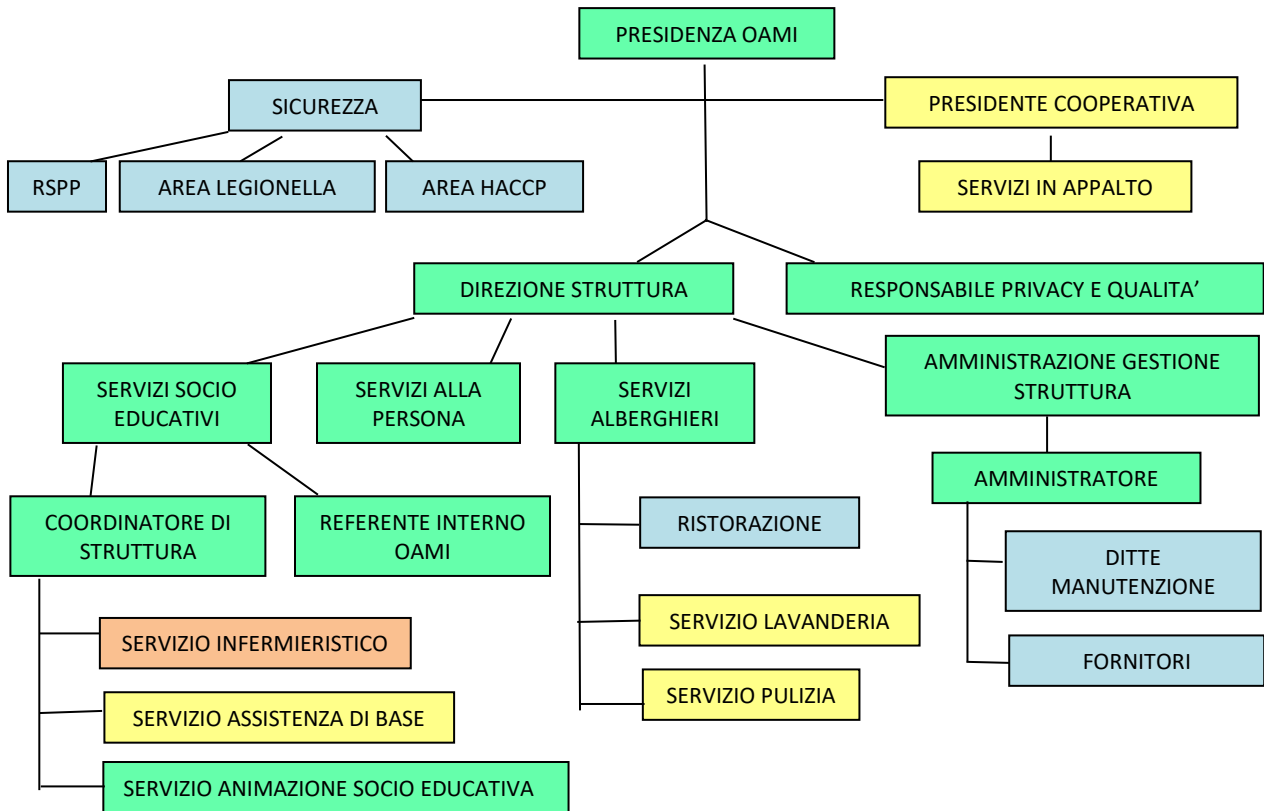 PRESIDENZA OAMI
SICUREZZA
PRESIDENTE COOPERATIVA
RSPP
AREA LEGIONELLA
AREA HACCP
SERVIZI IN APPALTO
DIREZIONE STRUTTURA
RESPONSABILE PRIVACY E QUALITA’
SERVIZI SOCIO
EDUCATIVI
SERVIZI ALLA
PERSONA
SERVIZI
ALBERGHIERI
AMMINISTRAZIONE GESTIONE
STRUTTURA
AMMINISTRATORE
COORDINATORE DI
STRUTTURA
REFERENTE INTERNO
OAMI
RISTORAZIONE
DITTE
MANUTENZIONE
SERVIZIO INFERMIERISTICO
SERVIZIO LAVANDERIA
FORNITORI
SERVIZIO ASSISTENZA DI BASE
SERVIZIO PULIZIA
SERVIZIO ANIMAZIONE SOCIO EDUCATIVA